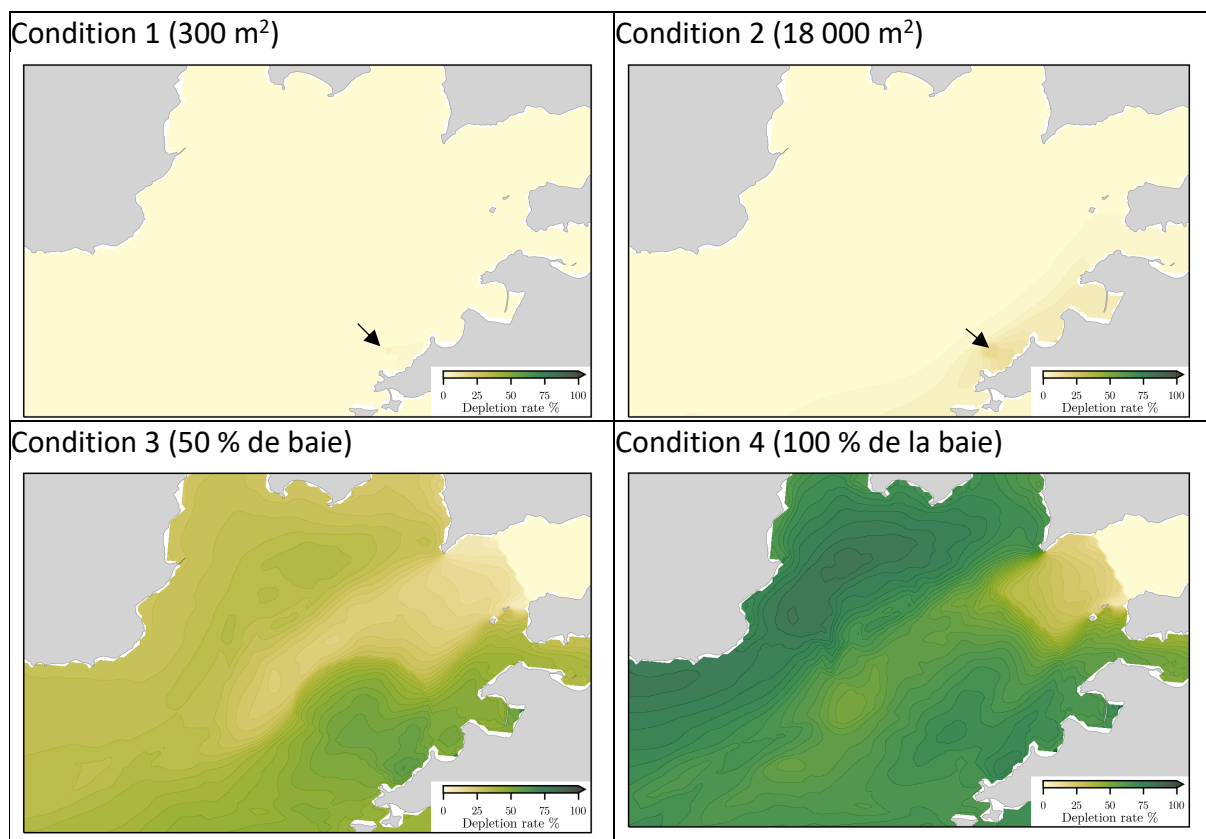 Condition 1 (300 m²)
Condition 2 (18 000 m²)
0 25 50 75 100
Depletion rate %
0 25 50 75 100
Depletion rate %
Condition 3 (50 % de baie)
Condition 4 (100 % de la baie)
0 25 50 75 100
Depletion rate %
0 25 50 75 100
Depletion rate %